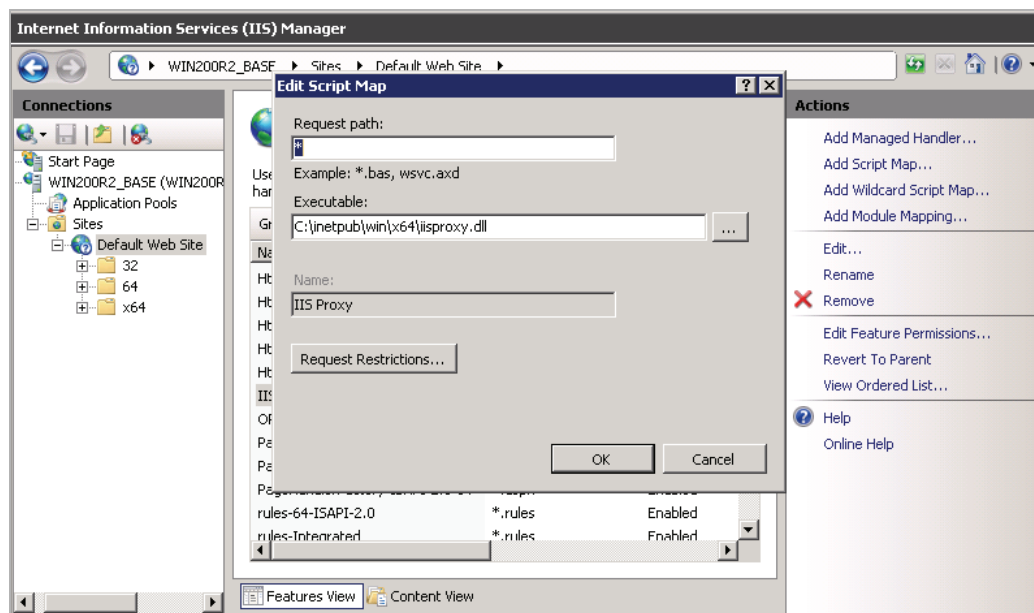 Internet Information Services (IIS) Manager
WIN200R2_BASE Sites Default Web Site
Connections
Start Page
WIN200R2_BASE (WIN200R
Application Pools
Sites
Default Web Site
32
64
x64
Edit Script Map
Request path:
*
Example: *.bas, wsvc.axd
Executable:
C:\inetpub\win\x64\iisproxy.dll
...
Name:
IIS Proxy
Request Restrictions...
OK Cancel
rules-64-ISAPI-2.0 *.rules Enabled
rules-Integrated *.rules Enabled
Features View Content View
Actions
Add Managed Handler...
Add Script Map...
Add Wildcard Script Map...
Add Module Mapping...
Edit...
Rename
Remove
Edit Feature Permissions...
Revert To Parent
View Ordered List...
Help
Online Help